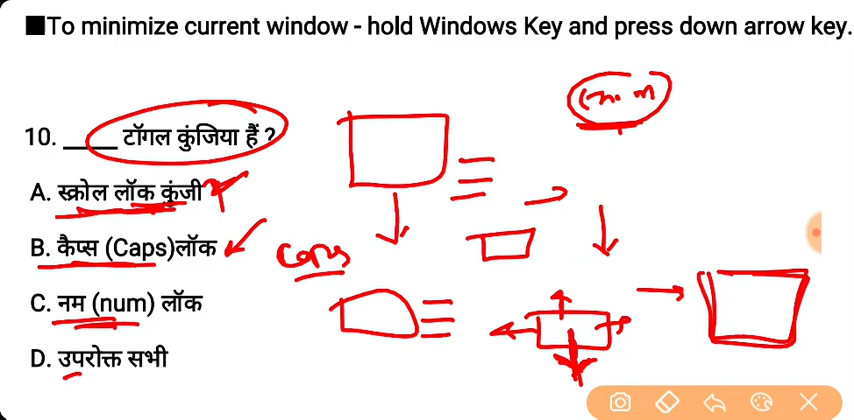 ■To minimize current window - hold Windows Key and press down arrow key.
10. ____ टॉगल कुंजिया हैं ?
A. स्क्रोल लॉक कुंजी
B. कैप्स (Caps)लॉक
Caps
C. नम (num) लॉक
D. उपरोक्त सभी